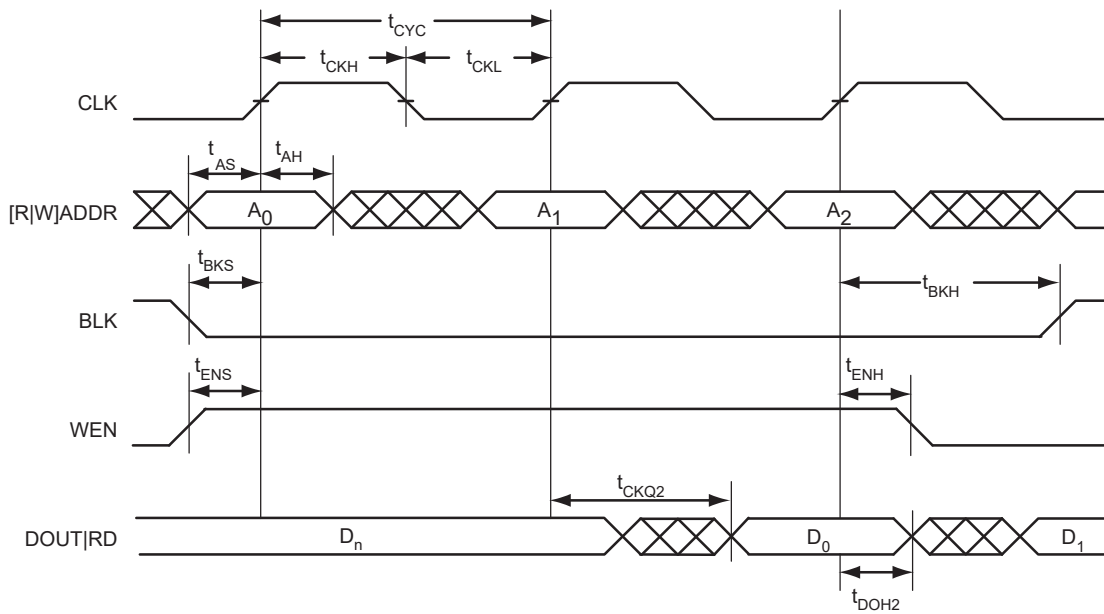 tCYC
tCKH
tCKL
CLK
tAS
tAH
[R|W]ADDR
A0
A1
A2
tBKS
tBKH
BLK
tENS
tENH
WEN
tCKQ2
DOUT|RD
Dn
D0
D1
tDOH2